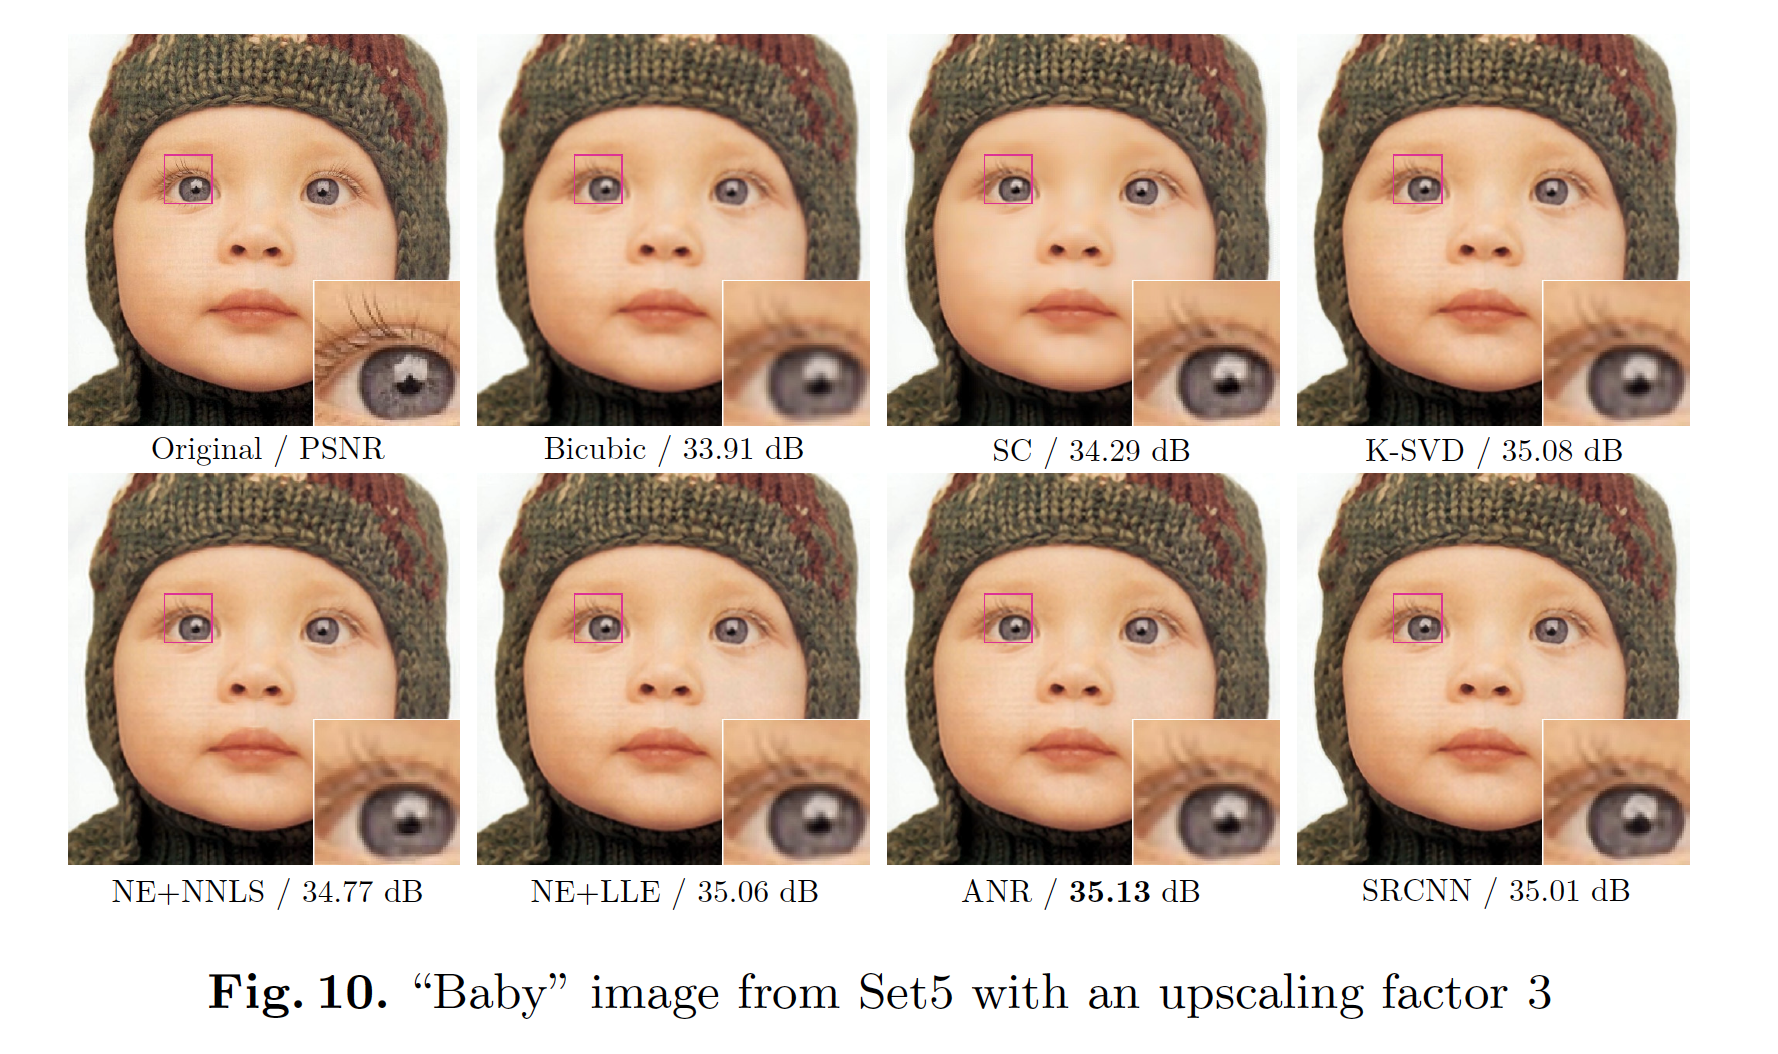 Original / PSNR
Bicubic / 33.91 dB
SC / 34.29 dB
K-SVD / 35.08 dB
NE+NNLS / 34.77 dB
NE+LLE / 35.06 dB
ANR / 35.13 dB
SRCNN / 35.01 dB
Fig. 10. “Baby” image from Set5 with an upscaling factor 3